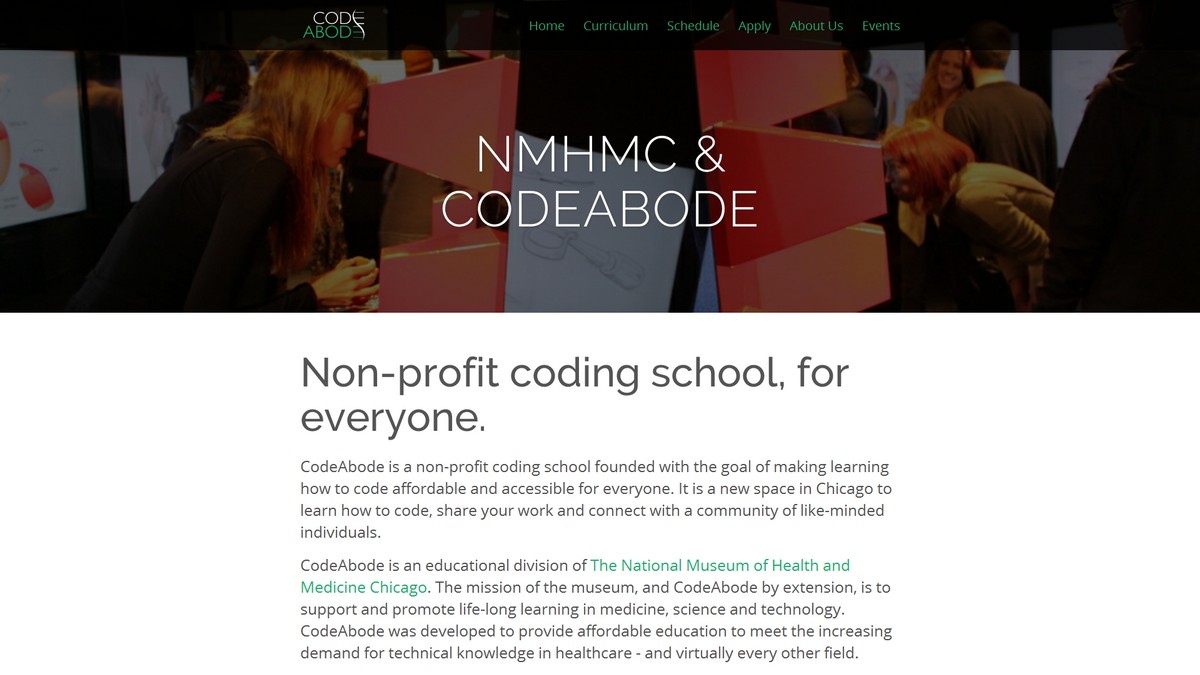 CODE
ABODE
Home Curriculum Schedule Apply About Us Events
NMHMC &
CODEABODE
Non-profit coding school, for
everyone.
CodeAbode is a non-profit coding school founded with the goal of making learning
how to code affordable and accessible for everyone. It is a new space in Chicago to
learn how to code, share your work and connect with a community of like-minded
individuals.
CodeAbode is an educational division of The National Museum of Health and
Medicine Chicago. The mission of the museum, and CodeAbode by extension, is to
support and promote life-long learning in medicine, science and technology.
CodeAbode was developed to provide affordable education to meet the increasing
demand for technical knowledge in healthcare - and virtually every other field.